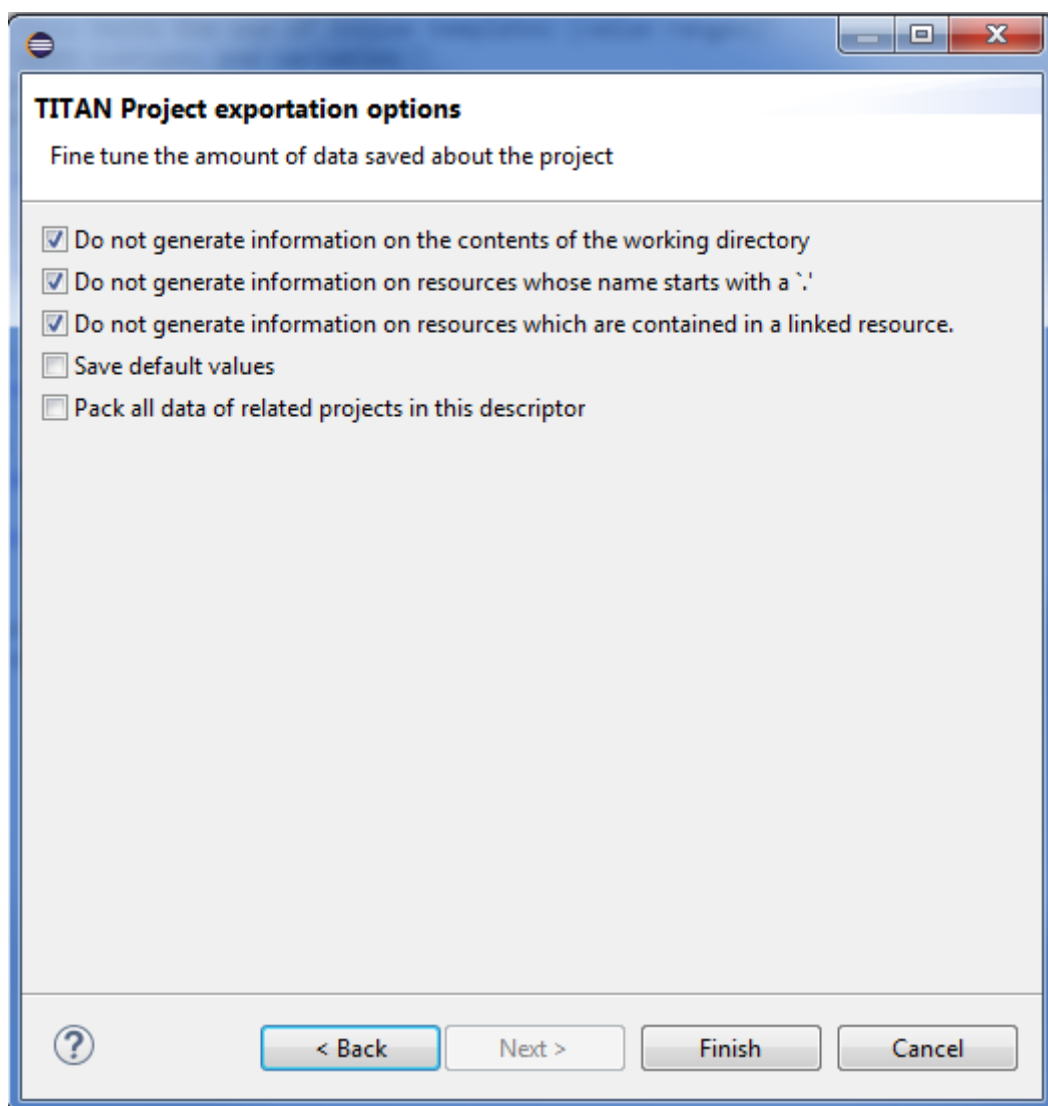 TITAN Project exportation options
Fine tune the amount of data saved about the project
Do not generate information on the contents of the working directory
Do not generate information on resources whose name starts with a `.'
Do not generate information on resources which are contained in a linked resource.
Save default values
Pack all data of related projects in this descriptor
? < Back Next > Finish Cancel